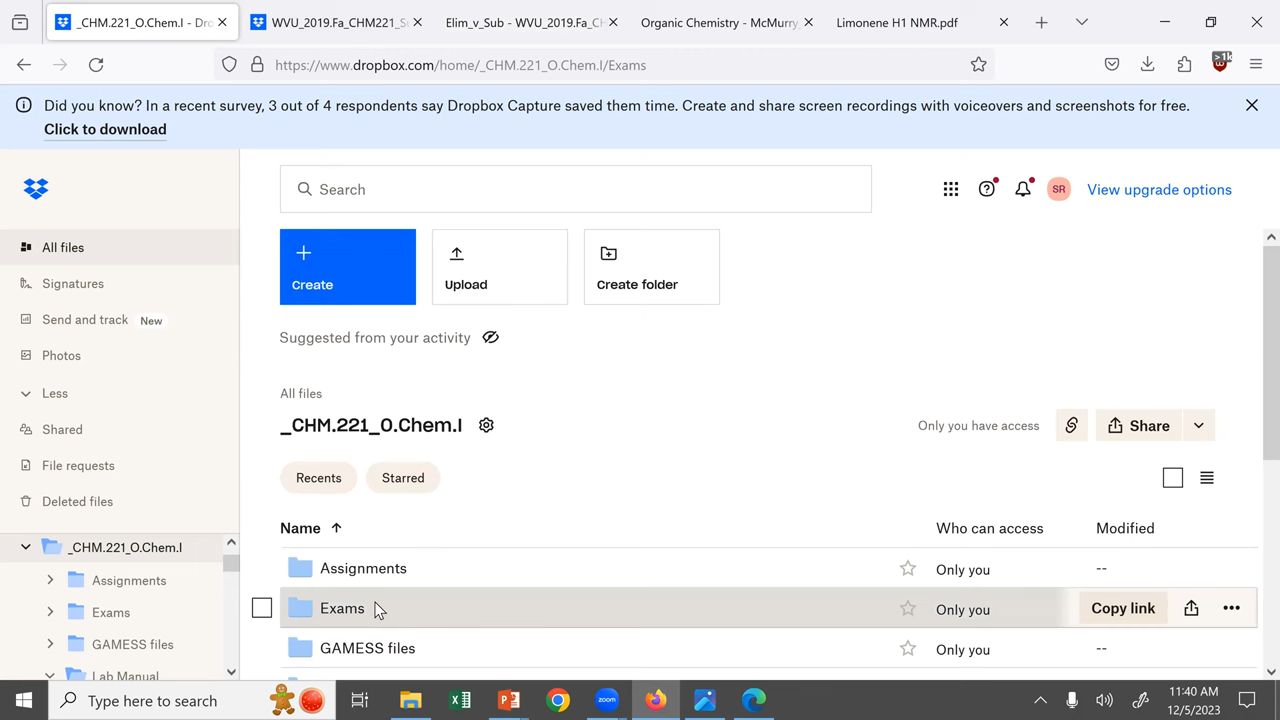 _CHM.221_O.Chem.I - Dro
WVU_2019.Fa_CHM221_S
Elim_v_Sub - WVU_2019.Fa_CH
Organic Chemistry - McMurry
Limonene H1 NMR.pdf
https://www.dropbox.com/home/_CHM.221_O.Chem.I/Exams
>1k
Did you know? In a recent survey, 3 out of 4 respondents say Dropbox Capture saved them time. Create and share screen recordings with voiceovers and screenshots for free.
Click to download
Search
SR
View upgrade options
All files
Signatures
Send and track New
Photos
Less
Shared
File requests
Deleted files
_CHM.221_O.Chem.I
Assignments
Exams
GAMESS files
Lab Manual
Create
Upload
Create folder
Suggested from your activity
All files
_CHM.221_O.Chem.I
Only you have access
Share
Recents
Starred
Name
Who can access
Modified
Assignments
Only you
--
Exams
Only you
Copy link
GAMESS files
Only you
--
Type here to search
11:40 AM
12/5/2023